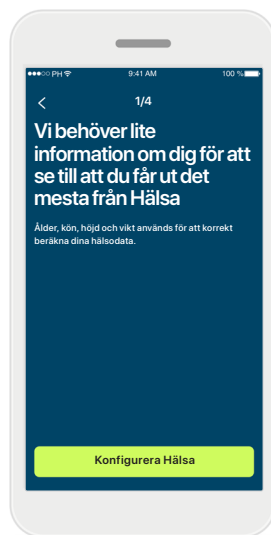 ●●●○○ PH 9:41 AM 100 %
1/4
Vi behöver lite
information om dig för att
se till att du får ut det
mesta från Hälsa
Ålder, kön, höjd och vikt används för att korrekt
beräkna dina hälsodata.
Konfigurera Hälsa